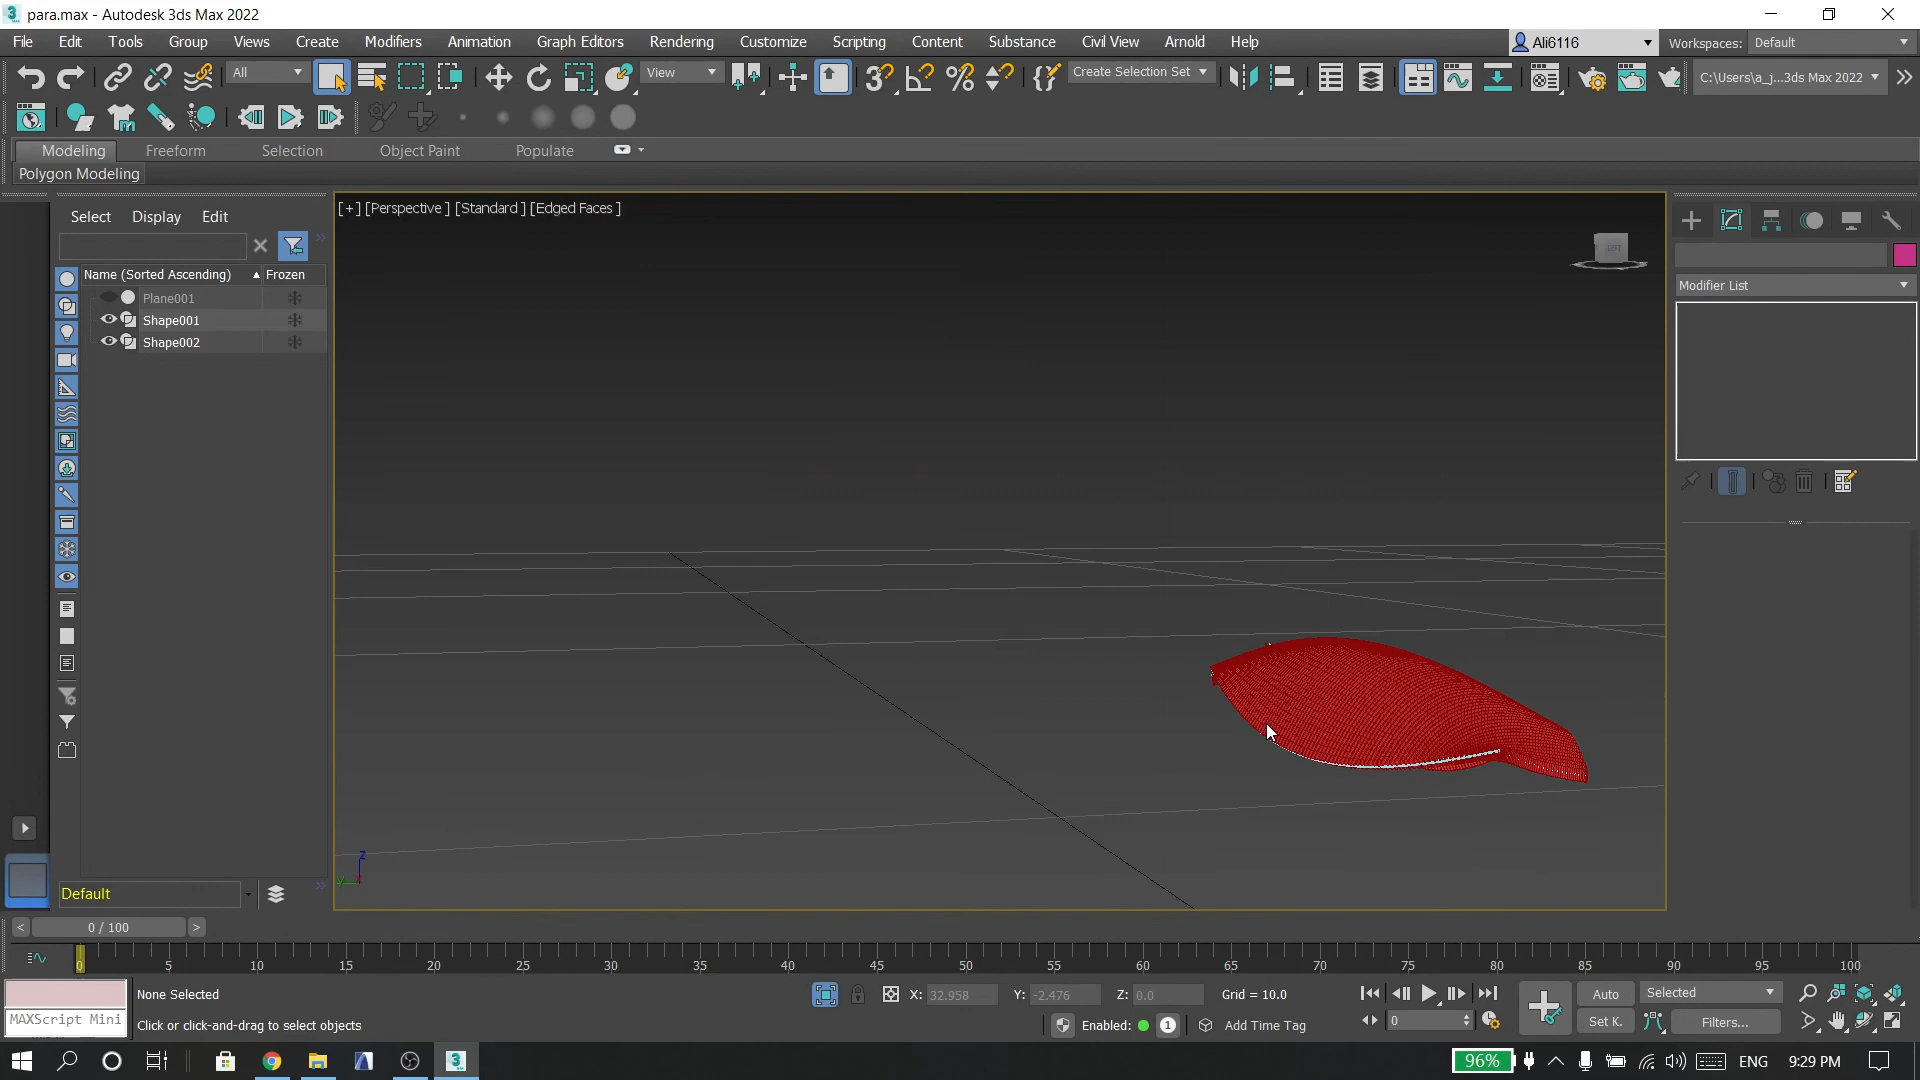 para.max - Autodesk 3ds Max 2022
File Edit Tools Group Views Create Modifiers Animation Graph Editors Rendering Customize Scripting Content Substance Civil View Arnold Help
Ali6116 Workspaces: Default
All View Create Selection Set C:\Users\a_j...3ds Max 2022
Modeling Freeform Selection Object Paint Populate
Polygon Modeling
Select Display Edit
[+] [Perspective ] [Standard ] [Edged Faces ]
LEFT
Name (Sorted Ascending) Frozen
Plane001
Shape001
Shape002
Modifier List
z
y
x
Default
< 0 / 100 >
0 5 10 15 20 25 30 35 40 45 50 55 60 65 70 75 80 85 90 95 100
None Selected X: 32.958 Y: -2.476 Z: 0.0 Grid = 10.0 Auto Selected
MAXScript Mini Click or click-and-drag to select objects Enabled: 1 Add Time Tag 0 Set K. Filters...
96% ENG 9:29 PM